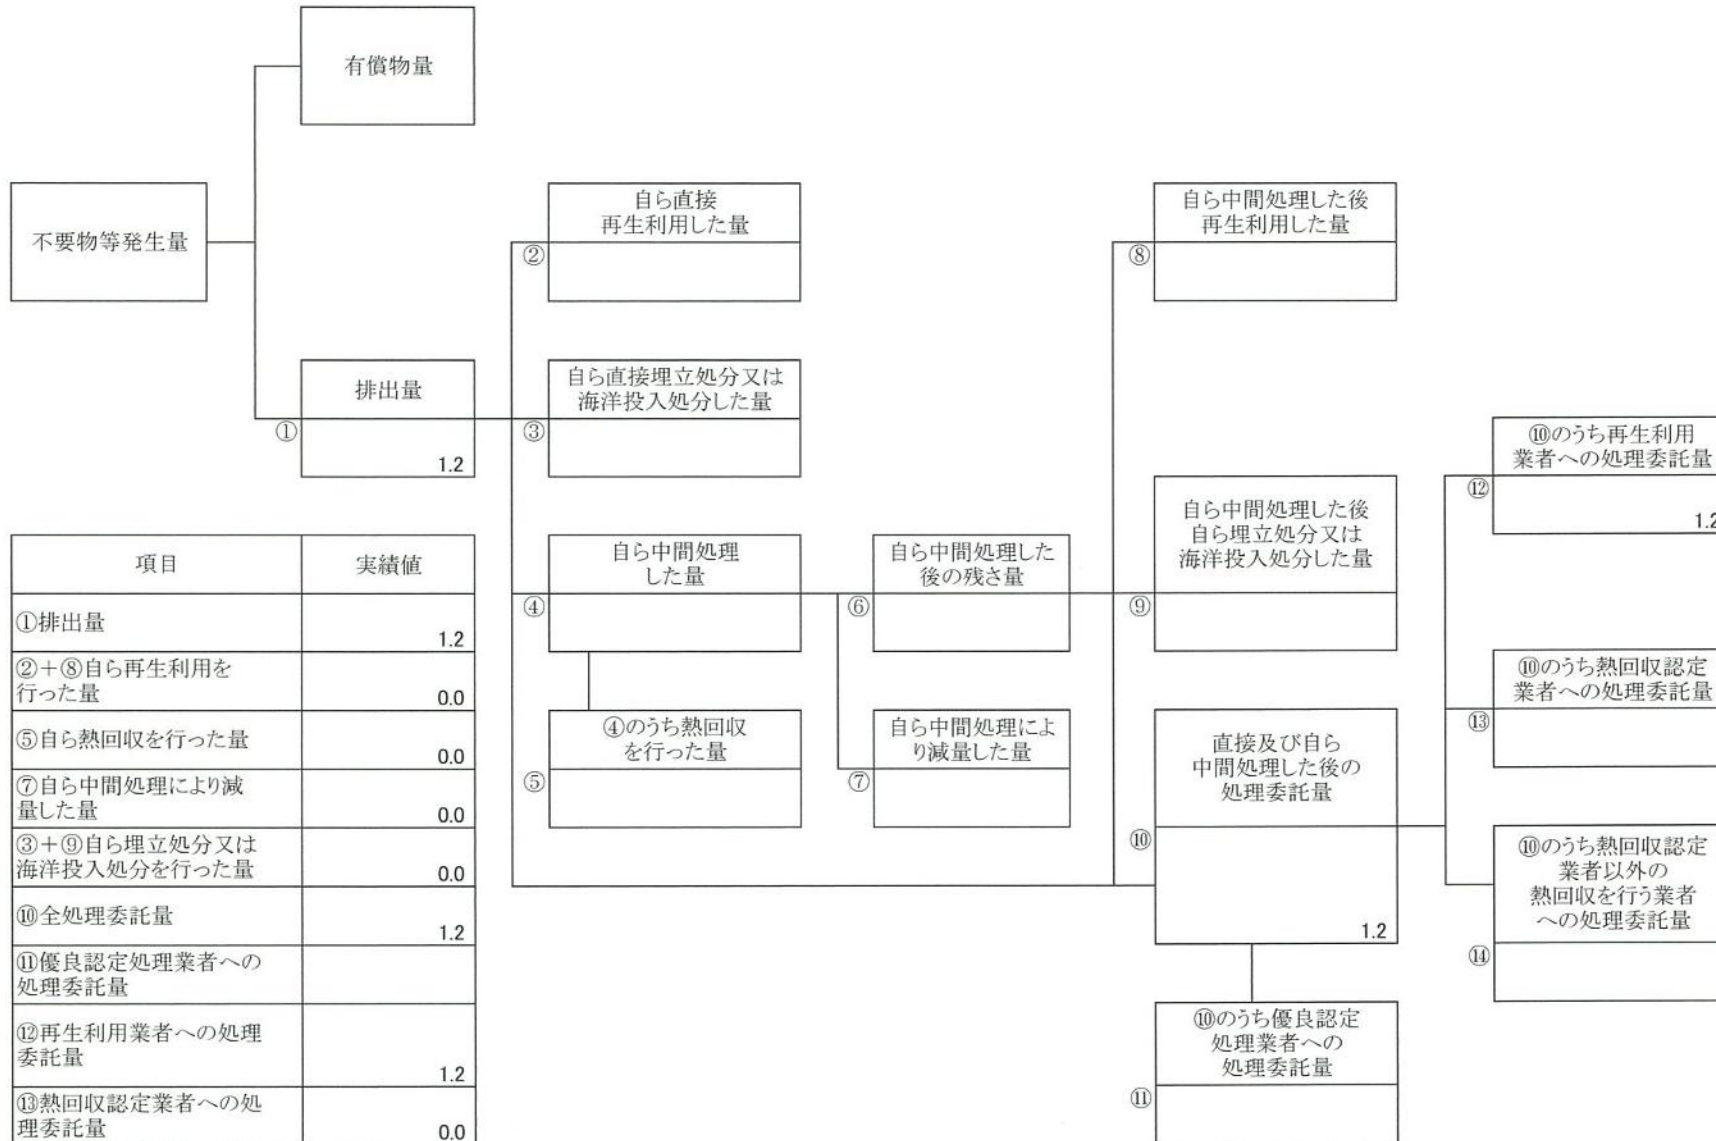 有償物量
不要物等発生量
自ら直接
再生利用した量
②
自ら中間処理した後
再生利用した量
⑧
排出量
①
1.2
自ら直接埋立処分又は
海洋投入処分した量
③
⑩のうち再生利用
業者への処理委託量
⑫
1.2
自ら中間処理
した量
④
自ら中間処理した
後の残さ量
⑥
自ら中間処理した後
自ら埋立処分又は
海洋投入処分した量
⑨
⑩のうち熱回収認定
業者への処理委託量
⑬
④のうち熱回収
を行った量
⑤
自ら中間処理によ
り減量した量
⑦
直接及び自ら
中間処理した後の
処理委託量
⑩
1.2
⑩のうち熱回収認定
業者以外の
熱回収を行う業者
への処理委託量
⑭
⑩のうち優良認定
処理業者への
処理委託量
⑪
項目 実績値
①排出量 1.2
②+⑧自ら再生利用を
行った量 0.0
⑤自ら熱回収を行った量 0.0
⑦自ら中間処理により減
量した量 0.0
③+⑨自ら埋立処分又は
海洋投入処分を行った量 0.0
⑩全処理委託量 1.2
⑪優良認定処理業者への
処理委託量
⑫再生利用業者への処理
委託量 1.2
⑬熱回収認定業者への処
理委託量 0.0